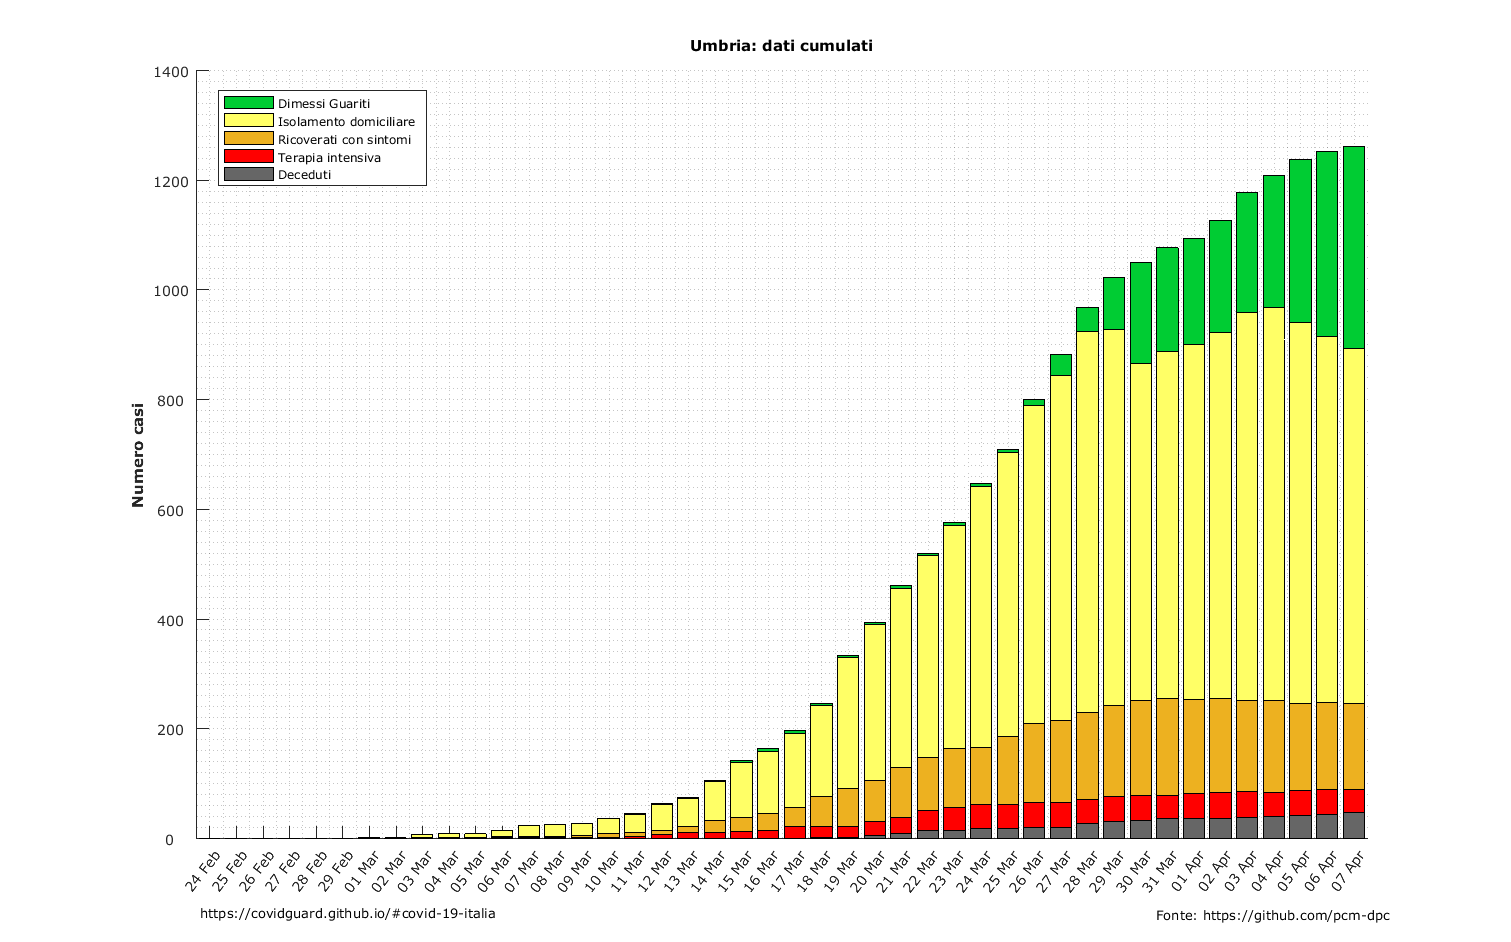 Umbria: dati cumulati
1400
1200
1000
800
600
400
200
0
Numero casi
Dimessi Guariti
Isolamento domiciliare
Ricoverati con sintomi
Terapia intensiva
Deceduti
24 Feb
25 Feb
26 Feb
27 Feb
28 Feb
29 Feb
01 Mar
02 Mar
03 Mar
04 Mar
05 Mar
06 Mar
07 Mar
08 Mar
09 Mar
10 Mar
11 Mar
12 Mar
13 Mar
14 Mar
15 Mar
16 Mar
17 Mar
18 Mar
19 Mar
20 Mar
21 Mar
22 Mar
23 Mar
24 Mar
25 Mar
26 Mar
27 Mar
28 Mar
29 Mar
30 Mar
31 Mar
01 Apr
02 Apr
03 Apr
04 Apr
05 Apr
06 Apr
07 Apr
https://covidguard.github.io/#covid-19-italia
Fonte: https://github.com/pcm-dpc